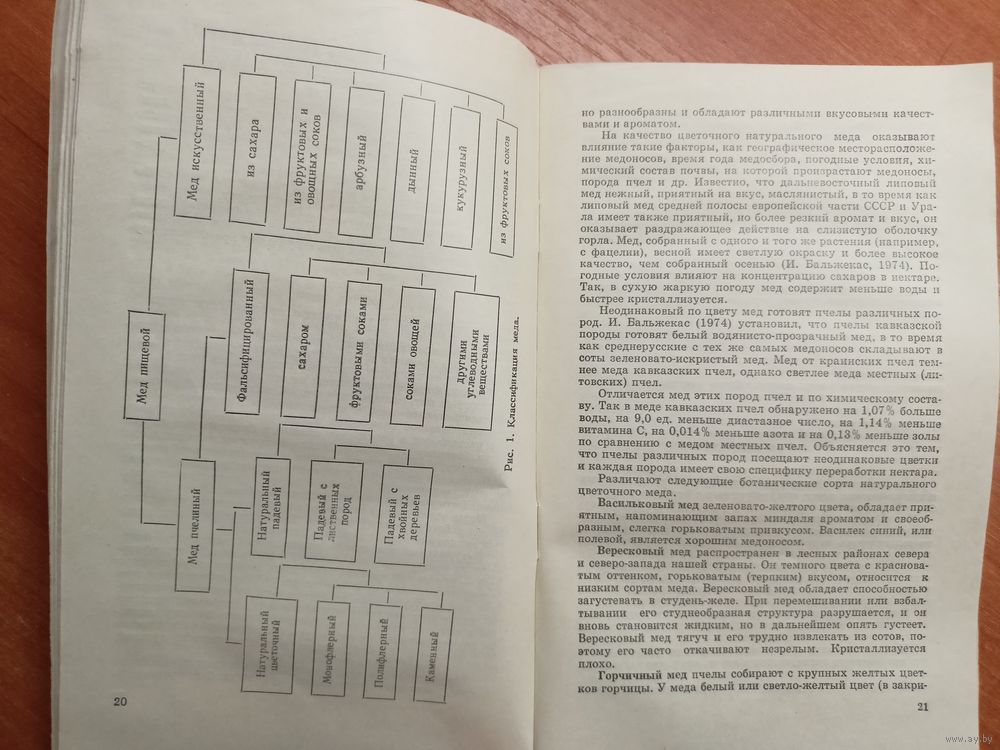 Мед пищевой
Мед пчелиный
Мед искусственный
Натуральный
цветочный
Монофлерный
Полифлерный
Каменный
Натуральный
падевый
Падевый с
лиственных
пород
Падевый с
хвойных
деревьев
Фальсифицированный
сахаром
фруктовыми соками
соками овощей
другими
углеводными
веществами
из сахара
из фруктовых и
овощных соков
арбузный
дынный
кукурузный
из фруктовых соков
Рис. 1. Классификация меда.
20
но разнообразны и обладают различными вкусовыми качест-
вами и ароматом.
На качество цветочного натурального меда оказывают
влияние такие факторы, как географическое месторасположе-
ние медоносов, время года медосбора, погодные условия, хи-
мический состав почвы, на которой произрастают медоносы,
порода пчел и др. Известно, что дальневосточный липовый
мед нежный, приятный на вкус, маслянистый, в то время как
липовый мед средней полосы европейской части СССР и Ура-
ла имеет также приятный, но более резкий аромат и вкус, он
оказывает раздражающее действие на слизистую оболочку
горла. Мед, собранный с одного и того же растения (например,
с фацелии), весной имеет светлую окраску и более высокое
качество, чем собранный осенью (И. Бальжекас, 1974). По-
годные условия влияют на концентрацию сахаров в нектаре.
Так, в сухую жаркую погоду мед содержит меньше воды и
быстрее кристаллизуется.
Неодинаковый по цвету мед готовят пчелы различных по-
род. И. Бальжекас (1974) установил, что пчелы кавказской
породы готовят белый водянисто-прозрачный мед, в то время
как среднерусские с тех же самых медоносов складывают в
соты зеленовато-искристый мед. Мед от краинских пчел тем-
нее меда кавказских пчел, однако светлее меда местных (ли-
товских) пчел.
Отличается мед этих пород пчел и по химическому соста-
ву. Так в меде кавказских пчел обнаружено на 1,07% больше
воды, на 9,0 ед. меньше диастазное число, на 1,14% меньше
витамина С, на 0,014% меньше азота и на 0,13% меньше золы
по сравнению с медом местных пчел. Объясняется это тем,
что пчелы различных пород посещают неодинаковые цветки
и каждая порода имеет свою специфику переработки нектара.
Различают следующие ботанические сорта натурального
цветочного меда.
Васильковый мед зеленовато-желтого цвета, обладает при-
ятным, напоминающим запах миндаля ароматом и своеоб-
разным, слегка горьковатым привкусом. Василек синий, или
полевой, является хорошим медоносом.
Вересковый мед распространен в лесных районах севера
и северо-запада нашей страны. Он темного цвета с краснова-
тым оттенком, горьковатым (терпким) вкусом, относится к
низким сортам меда. Вересковый мед обладает способностью
загустевать в студень-желе. При перемешивании или взбал-
тывании его студнеобразная структура разрушается, и он
вновь становится жидким, но в дальнейшем опять густеет.
Вересковый мед тягуч и его трудно извлекать из сотов, по-
этому его часто откачивают незрелым. Кристаллизуется
плохо.
Горчичный мед пчелы собирают с крупных желтых цвет-
ков горчицы. У меда белый или светло-желтый цвет (в закри-
21
www.ay.by